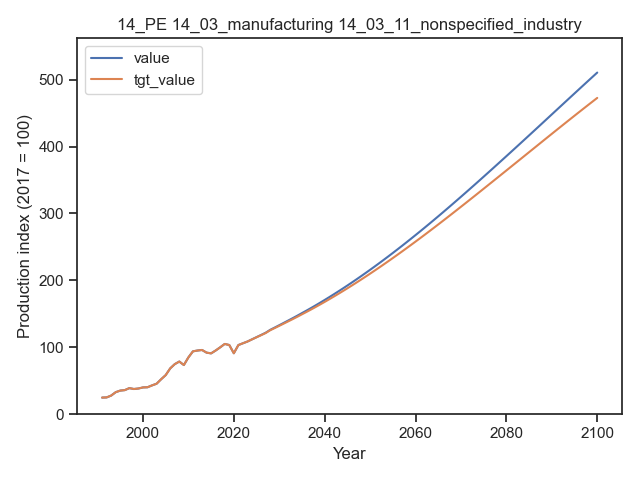 14_PE 14_03_manufacturing 14_03_11_nonspecified_industry
value
tgt_value
Production index (2017 = 100)
500
400
300
200
100
0
2000 2020 2040 2060 2080 2100
Year